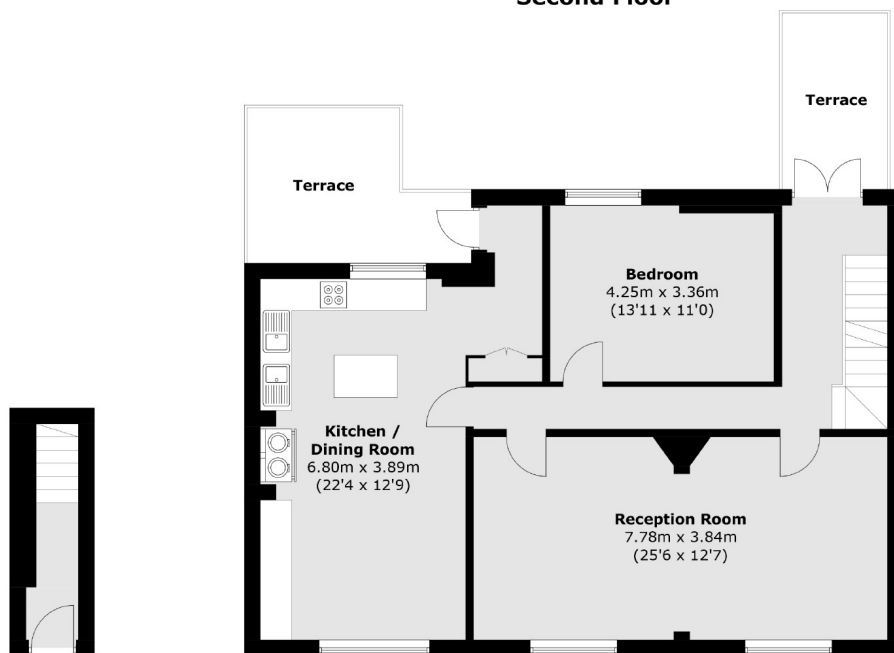 Second Floor
Terrace
Terrace
Bedroom
4.25m x 3.36m
(13'11 x 11'0)
Kitchen /
Dining Room
6.80m x 3.89m
(22'4 x 12'9)
Reception Room
7.78m x 3.84m
(25'6 x 12'7)